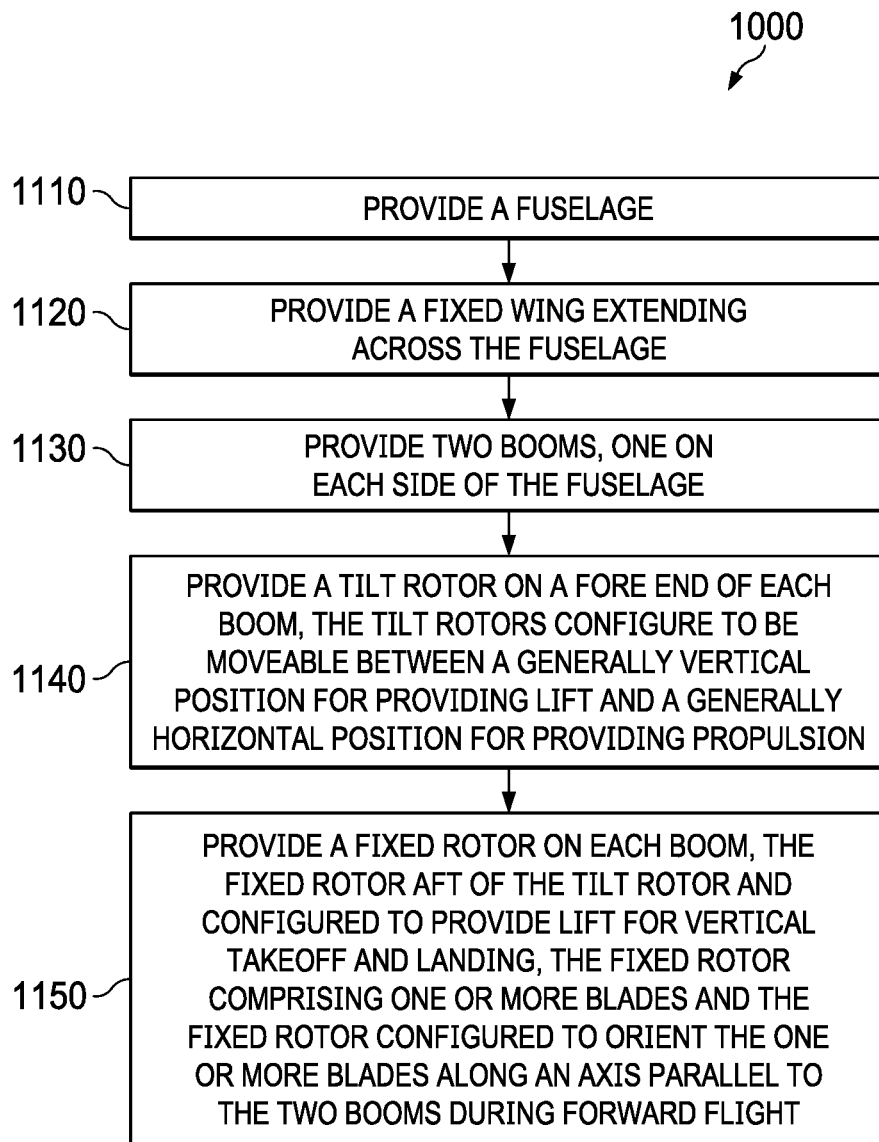 1000
1110
PROVIDE A FUSELAGE
1120
PROVIDE A FIXED WING EXTENDING
ACROSS THE FUSELAGE
1130
PROVIDE TWO BOOMS, ONE ON
EACH SIDE OF THE FUSELAGE
1140
PROVIDE A TILT ROTOR ON A FORE END OF EACH
BOOM, THE TILT ROTORS CONFIGURE TO BE
MOVEABLE BETWEEN A GENERALLY VERTICAL
POSITION FOR PROVIDING LIFT AND A GENERALLY
HORIZONTAL POSITION FOR PROVIDING PROPULSION
1150
PROVIDE A FIXED ROTOR ON EACH BOOM, THE
FIXED ROTOR AFT OF THE TILT ROTOR AND
CONFIGURED TO PROVIDE LIFT FOR VERTICAL
TAKEOFF AND LANDING, THE FIXED ROTOR
COMPRISING ONE OR MORE BLADES AND THE
FIXED ROTOR CONFIGURED TO ORIENT THE ONE
OR MORE BLADES ALONG AN AXIS PARALLEL TO
THE TWO BOOMS DURING FORWARD FLIGHT